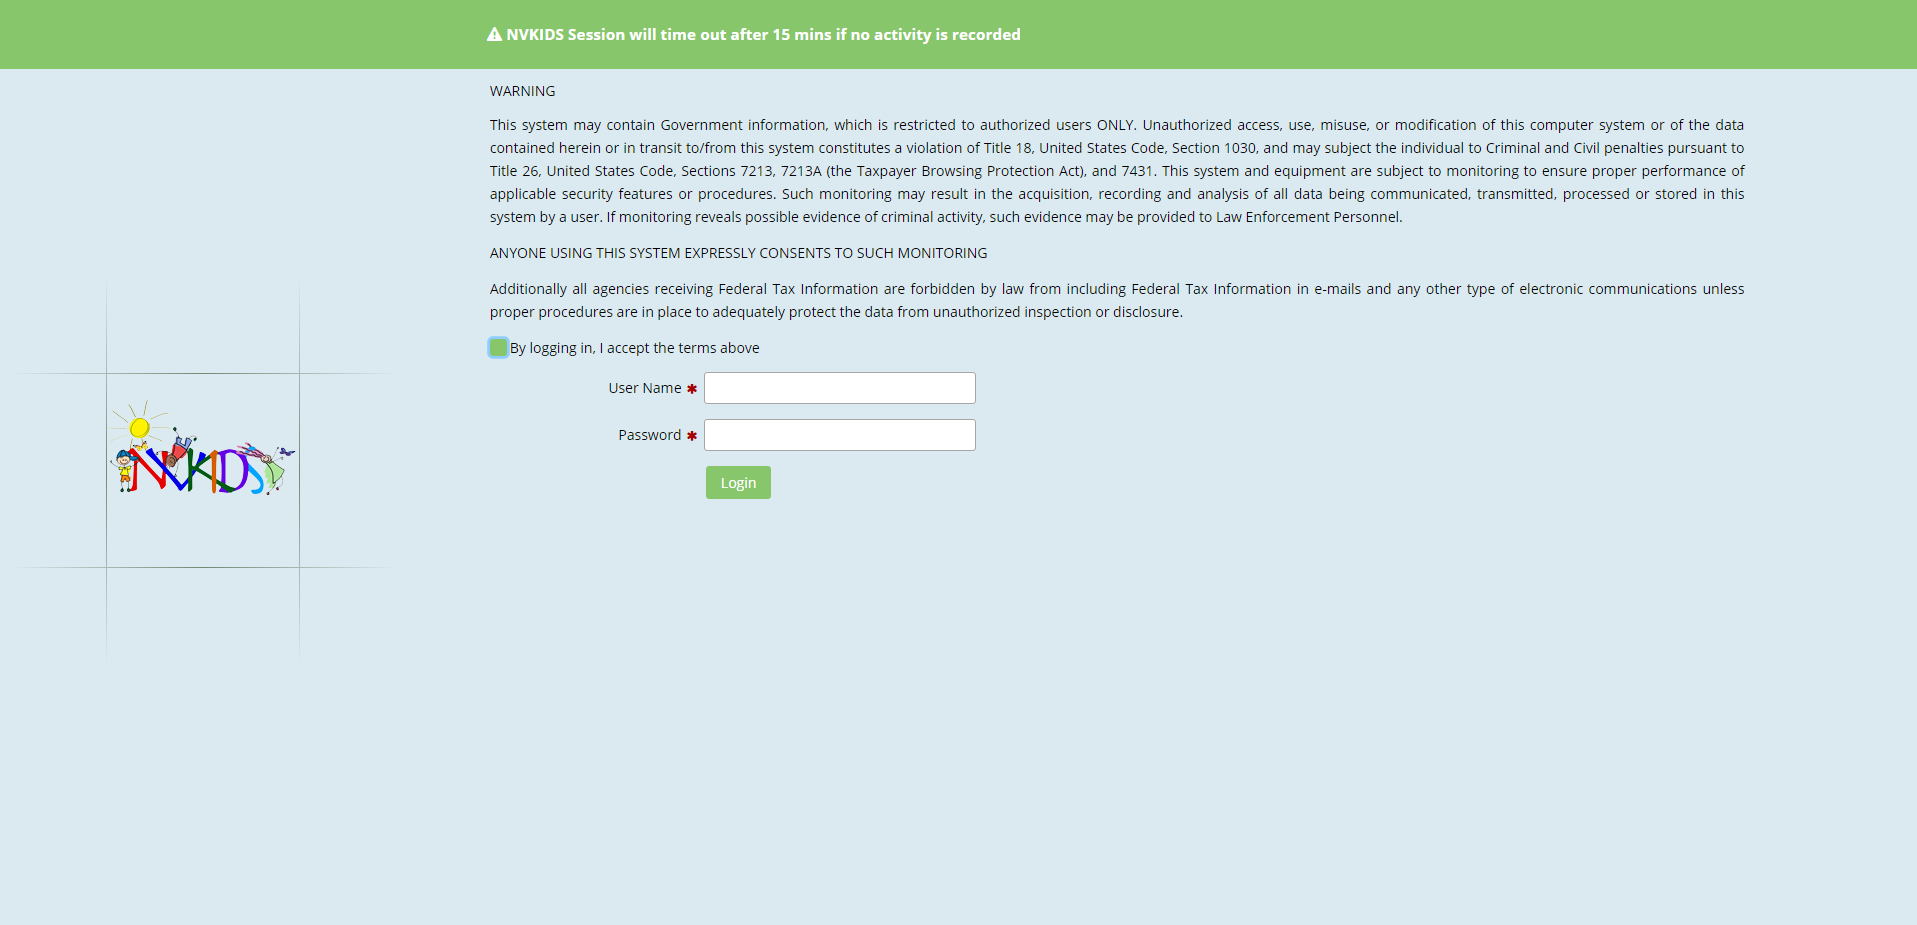 NVKIDS Session will time out after 15 mins if no activity is recorded
WARNING
This system may contain Government information, which is restricted to authorized users ONLY. Unauthorized access, use, misuse, or modification of this computer system or of the data
contained herein or in transit to/from this system constitutes a violation of Title 18, United States Code, Section 1030, and may subject the individual to Criminal and Civil penalties pursuant to
Title 26, United States Code, Sections 7213, 7213A (the Taxpayer Browsing Protection Act), and 7431. This system and equipment are subject to monitoring to ensure proper performance of
applicable security features or procedures. Such monitoring may result in the acquisition, recording and analysis of all data being communicated, transmitted, processed or stored in this
system by a user. If monitoring reveals possible evidence of criminal activity, such evidence may be provided to Law Enforcement Personnel.
ANYONE USING THIS SYSTEM EXPRESSLY CONSENTS TO SUCH MONITORING
Additionally all agencies receiving Federal Tax Information are forbidden by law from including Federal Tax Information in e-mails and any other type of electronic communications unless
proper procedures are in place to adequately protect the data from unauthorized inspection or disclosure.
By logging in, I accept the terms above
User Name *
Password *
Login
NVKIDS